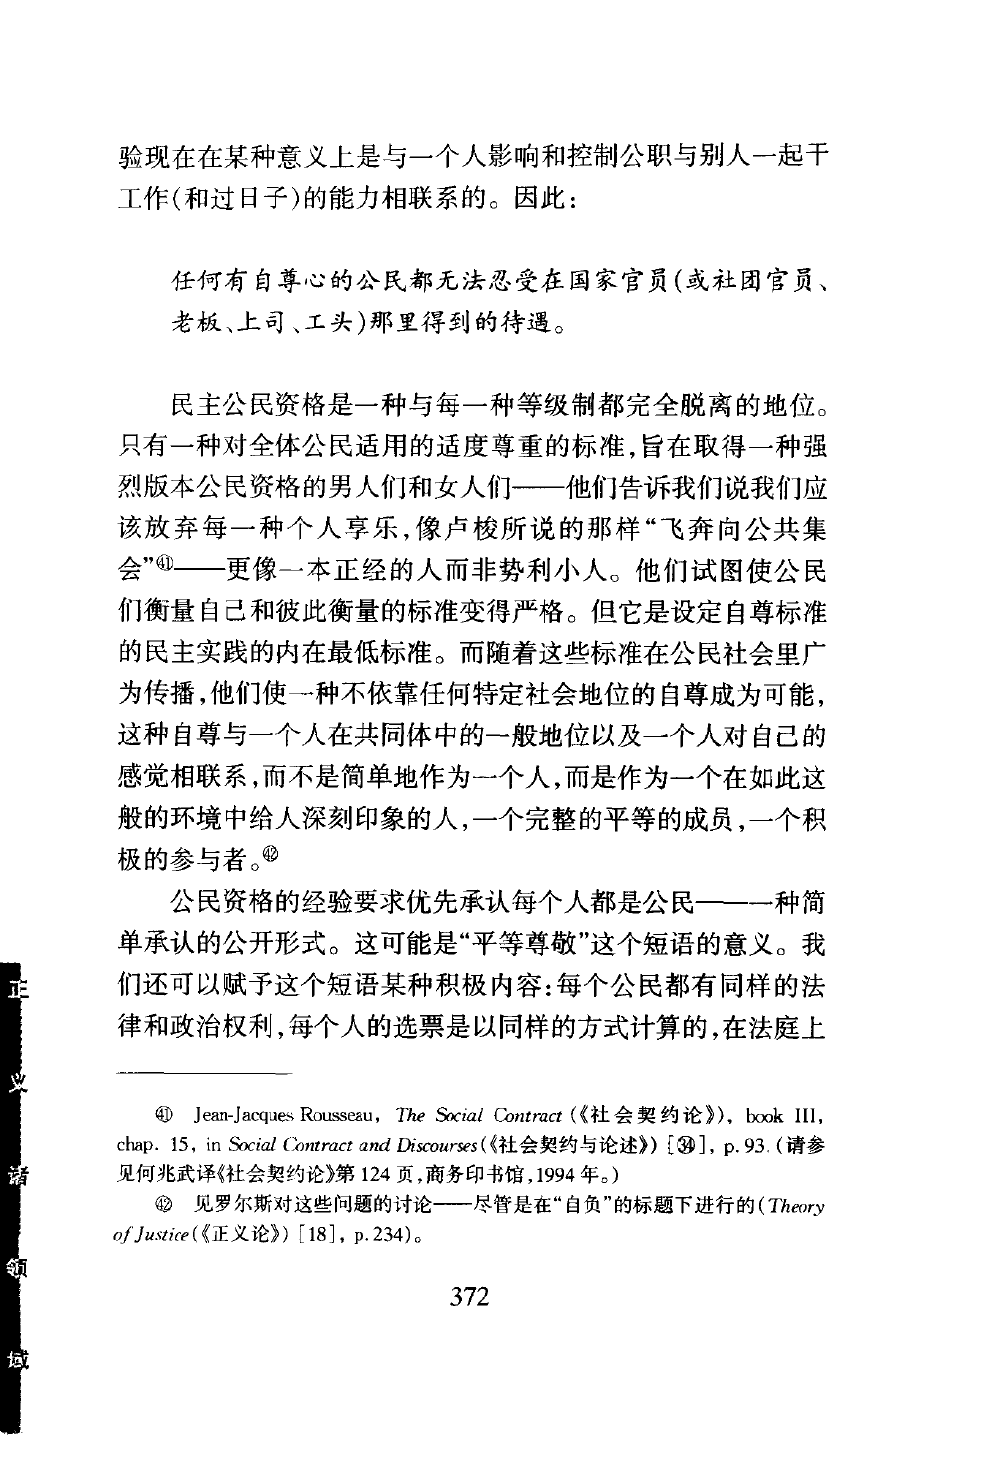 验现在在某种意义上是与一个人影响和控制公职与别人一起干
工作(和过日子)的能力相联系的。因此:
任何有自尊心的公民都无法忍受在国家官员(或社团官员、
老板、上司、工头)那里得到的待遇。
民主公民资格是一种与每一种等级制都完全脱离的地位。
只有一种对全体公民适用的适度尊重的标准,旨在取得一种强
烈版本公民资格的男人们和女人们——他们告诉我们说我们应
该放弃每一种个人享乐,像卢梭所说的那样“飞奔向公共集
会”㊶——更像一本正经的人而非势利小人。他们试图使公民
们衡量自己和彼此衡量的标准变得严格。但它是设定自尊标准
的民主实践的内在最低标准。而随着这些标准在公民社会里广
为传播,他们使一种不依靠任何特定社会地位的自尊成为可能,
这种自尊与一个人在共同体中的一般地位以及一个人对自己的
感觉相联系,而不是简单地作为一个人,而是作为一个在如此这
般的环境中给人深刻印象的人,一个完整的平等的成员,一个积
极的参与者。㊷
公民资格的经验要求优先承认每个人都是公民——一种简
单承认的公开形式。这可能是“平等尊敬”这个短语的意义。我
们还可以赋予这个短语某种积极内容:每个公民都有同样的法
律和政治权利,每个人的选票是以同样的方式计算的,在法庭上
㊶ Jean-Jacques Rousseau, The Social Contract (《社会契约论》), book III,
chap. 15, in Social Contract and Discourses(《社会契约与论述》) [㉞], p.93. (请参
见何兆武译《社会契约论》第124页,商务印书馆,1994年。)
㊷ 见罗尔斯对这些问题的讨论——尽管是在“自负”的标题下进行的(Theory
of Justice(《正义论》) [18], p.234)。
372
正
义
诸
领
域